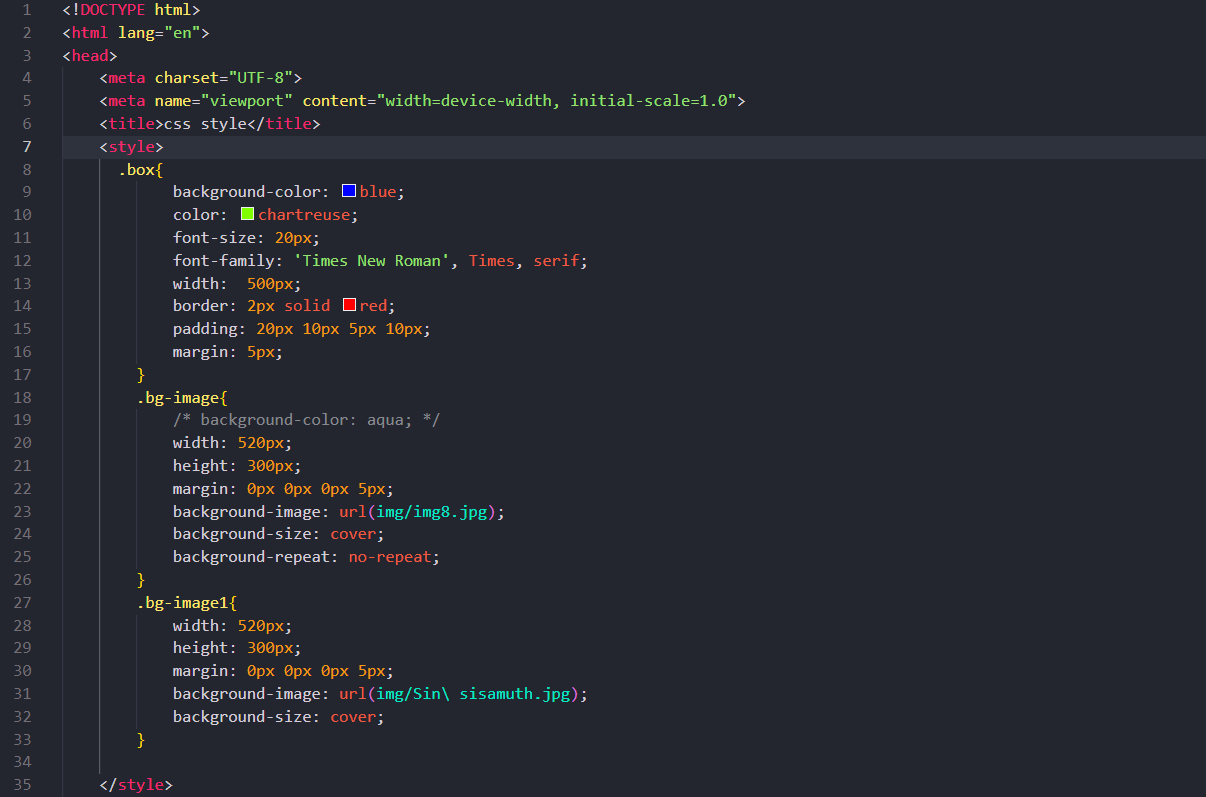 1 <!DOCTYPE html>
2 <html lang="en">
3 <head>
4     <meta charset="UTF-8">
5     <meta name="viewport" content="width=device-width, initial-scale=1.0">
6     <title>css style</title>
7     <style>
8       .box{
9             background-color: blue;
10             color: chartreuse;
11             font-size: 20px;
12             font-family: 'Times New Roman', Times, serif;
13             width:  500px;
14             border: 2px solid red;
15             padding: 20px 10px 5px 10px;
16             margin: 5px;
17         }
18         .bg-image{
19             /* background-color: aqua; */
20             width: 520px;
21             height: 300px;
22             margin: 0px 0px 0px 5px;
23             background-image: url(img/img8.jpg);
24             background-size: cover;
25             background-repeat: no-repeat;
26         }
27         .bg-image1{
28             width: 520px;
29             height: 300px;
30             margin: 0px 0px 0px 5px;
31             background-image: url(img/Sin\ sisamuth.jpg);
32             background-size: cover;
33         }
34
35     </style>